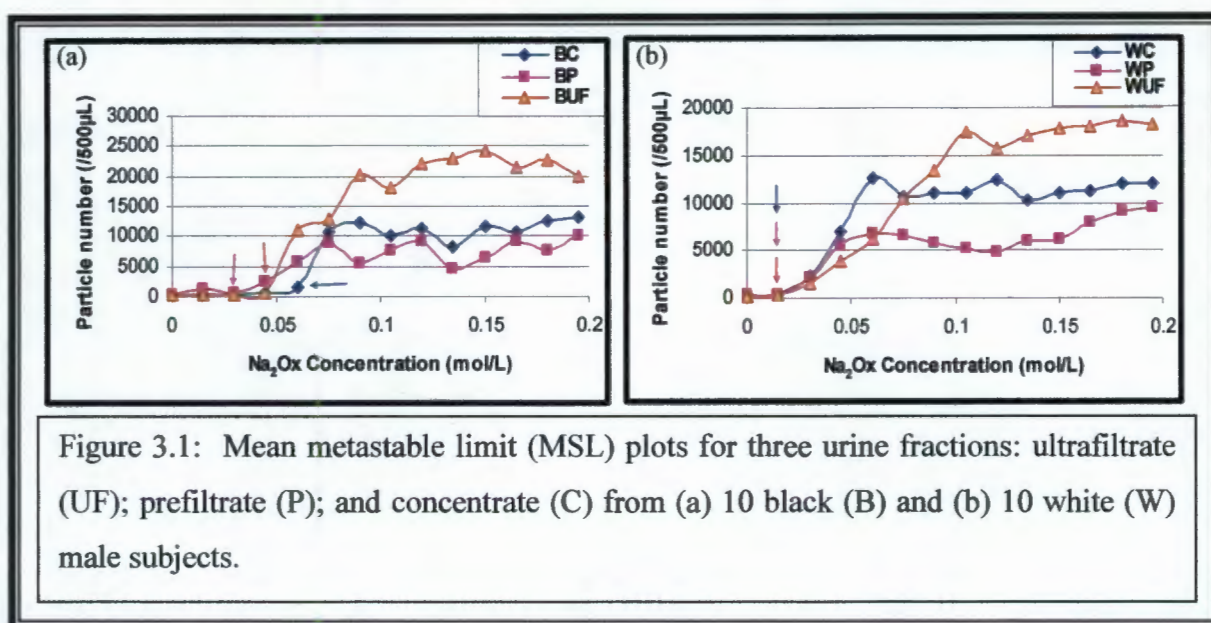 (a)
BC
BP
BUF
30000
25000
20000
15000
10000
5000
0
Particle number (/500µL)
0
0.05
0.1
0.15
0.2
Na₂Ox Concentration (mol/L)
(b)
WC
WP
WUF
20000
15000
10000
5000
0
Particle number (/500µL)
0
0.05
0.1
0.15
0.2
Na₂Ox Concentration (mol/L)
Figure 3.1: Mean metastable limit (MSL) plots for three urine fractions: ultrafiltrate
(UF); prefiltrate (P); and concentrate (C) from (a) 10 black (B) and (b) 10 white (W)
male subjects.